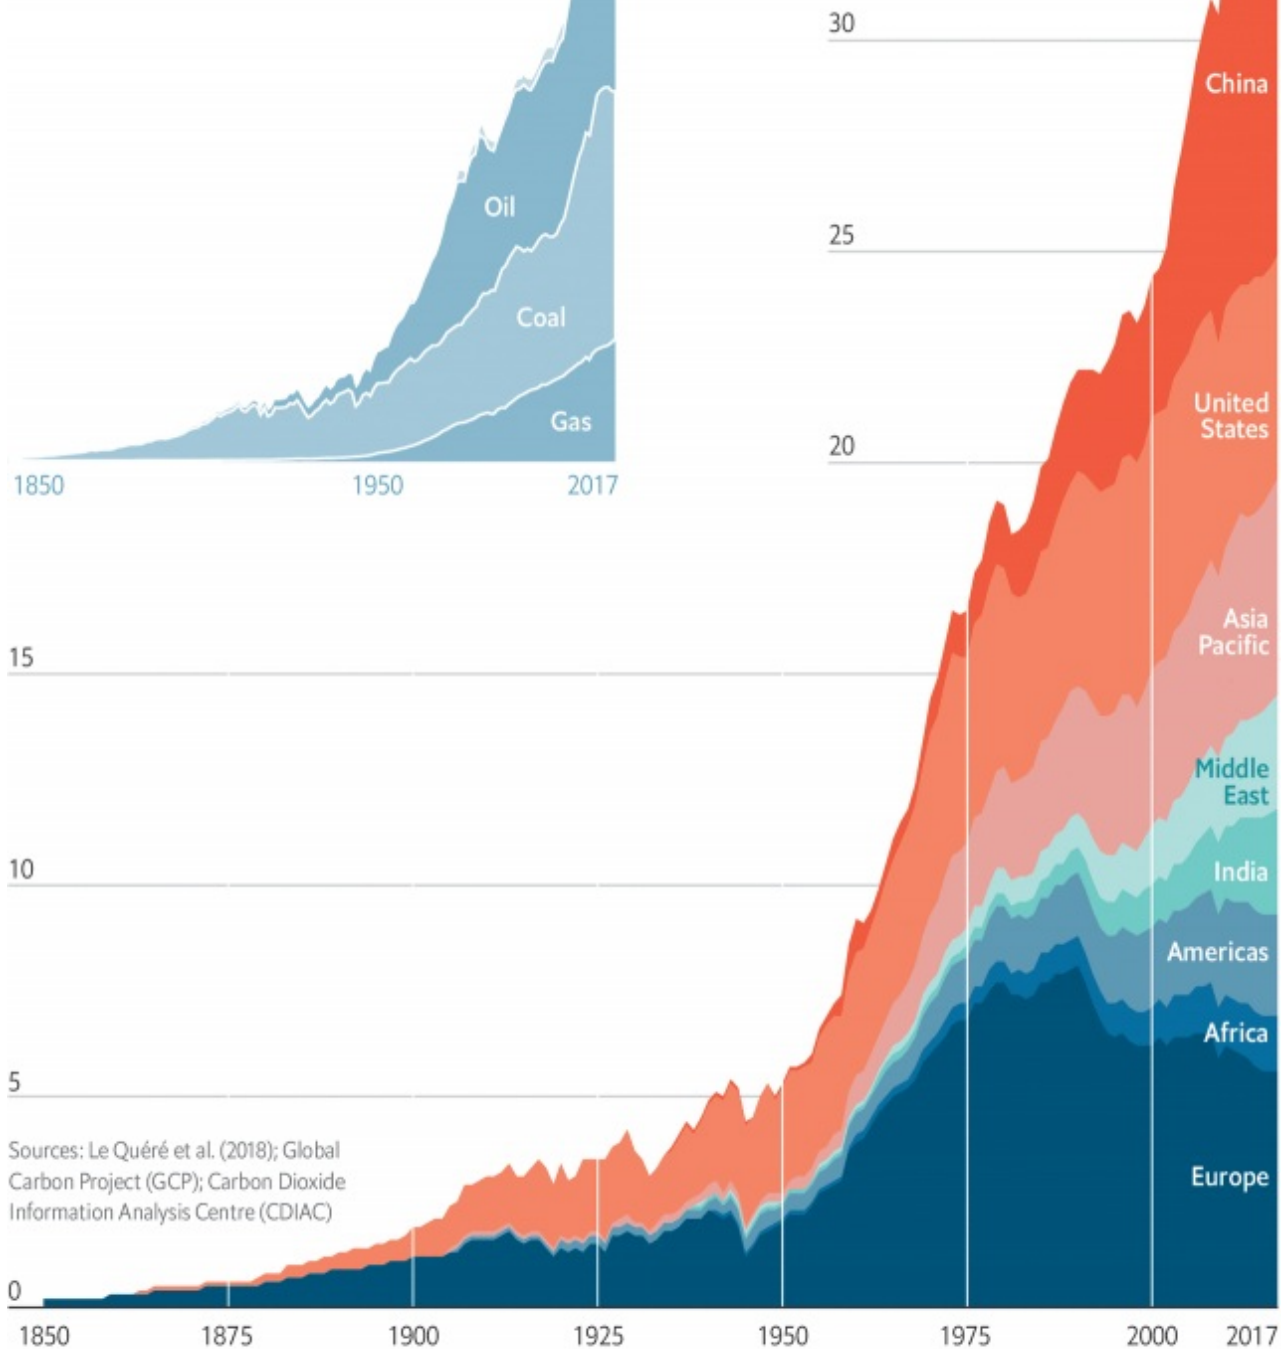 30
China
Oil
25
Coal
United
States
Gas
20
1850
1950
2017
Asia
Pacific
15
Middle
East
10
India
Americas
Africa
5
Sources: Le Quéré et al. (2018); Global
Carbon Project (GCP); Carbon Dioxide
Information Analysis Centre (CDIAC)
Europe
0
1850
1875
1900
1925
1950
1975
2000
2017